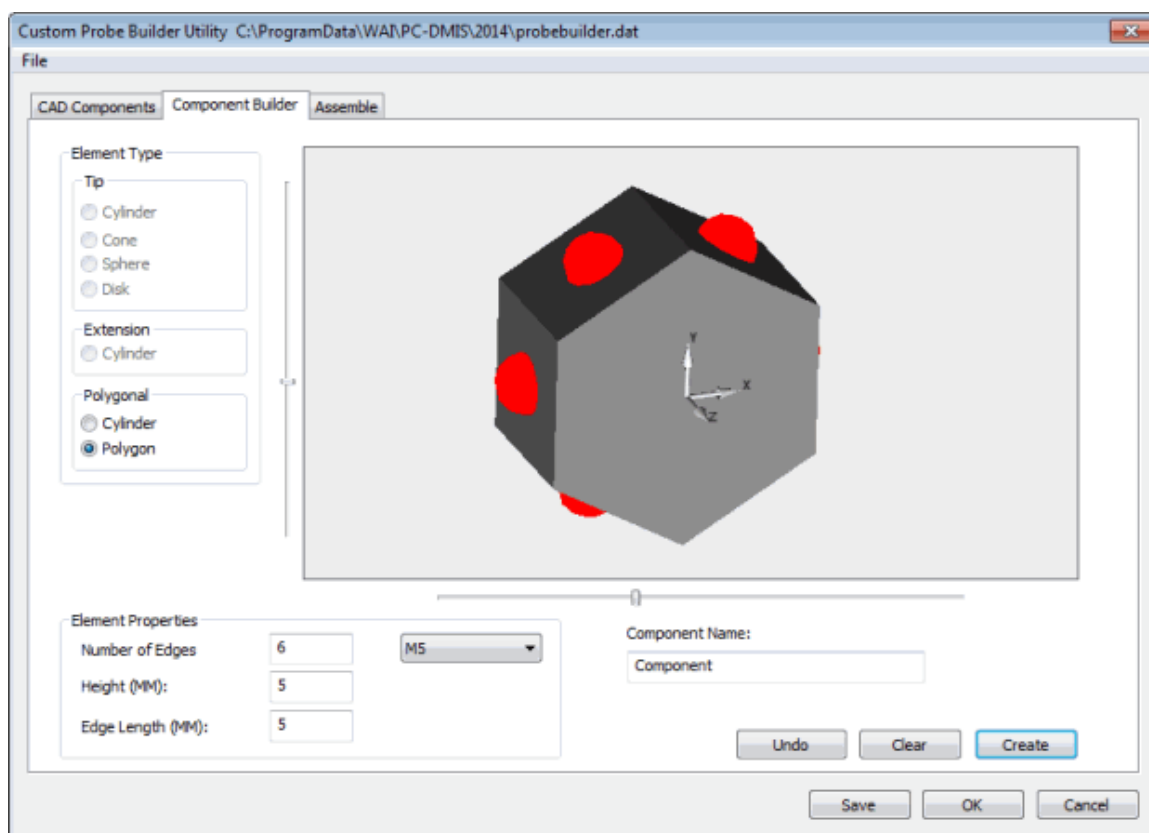 Custom Probe Builder Utility C:\ProgramData\WAI\PC-DMIS\2014\probebuilder.dat
File
CAD Components Component Builder Assemble
Element Type
Tip
Cylinder
Cone
Sphere
Disk
Extension
Cylinder
Polygonal
Cylinder
Polygon
Y
X
Z
Element Properties
Number of Edges 6 M5
Height (MM): 5
Edge Length (MM): 5
Component Name:
Component
Undo Clear Create
Save OK Cancel